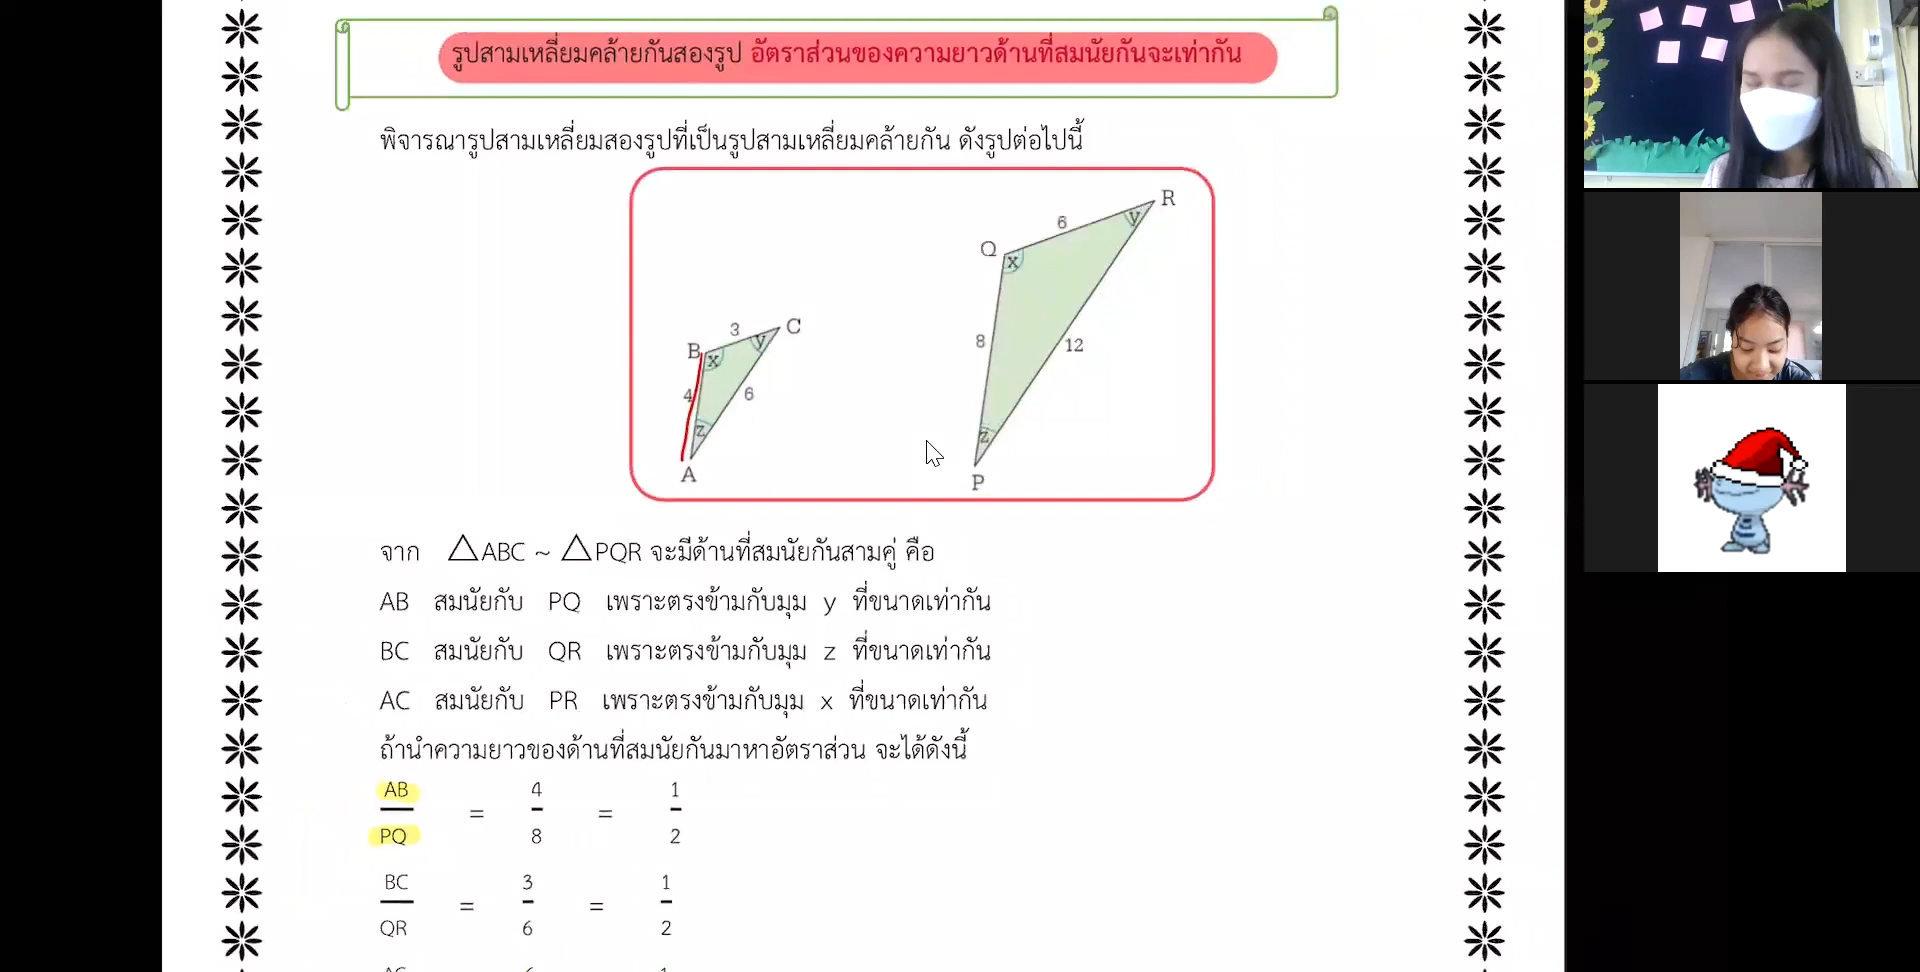 รูปสามเหลี่ยมคล้ายกันสองรูป อัตราส่วนของความยาวด้านที่สมนัยกันจะเท่ากัน
พิจารณารูปสามเหลี่ยมสองรูปที่เป็นรูปสามเหลี่ยมคล้ายกัน ดังรูปต่อไปนี้
R
6
y
Q
x
3
C
B
x
y
8
12
4
6
z
z
A
P
จาก △ABC ~ △PQR จะมีด้านที่สมนัยกันสามคู่ คือ
AB สมนัยกับ PQ เพราะตรงข้ามกับมุม y ที่ขนาดเท่ากัน
BC สมนัยกับ QR เพราะตรงข้ามกับมุม z ที่ขนาดเท่ากัน
AC สมนัยกับ PR เพราะตรงข้ามกับมุม x ที่ขนาดเท่ากัน
ถ้านำความยาวของด้านที่สมนัยกันมาหาอัตราส่วน จะได้ดังนี้
AB 4 1
= =
PQ 8 2
BC 3 1
= =
QR 6 2